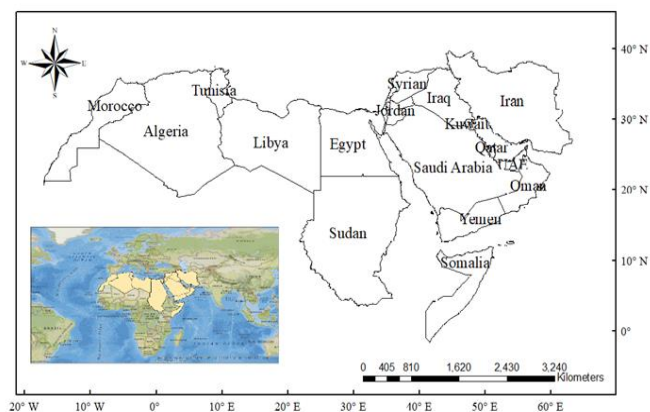 N
W E
S
40° N
30° N
20° N
10° N
0°
Syrian
Iraq
Iran
Tunisia
Morocco
Jordan
Kuwait
Algeria
Libya
Egypt
Qatar
UAE
Saudi Arabia
Oman
Yemen
Sudan
Somalia
0 405 810 1,620 2,430 3,240
Kilometers
20° W 10° W 0° 10° E 20° E 30° E 40° E 50° E 60° E